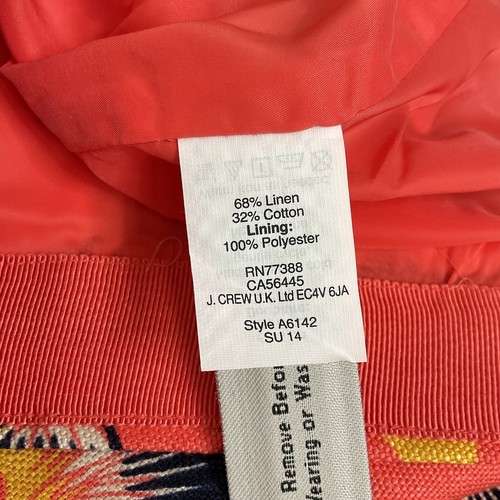 68% Linen
32% Cotton
Lining:
100% Polyester
RN77388
CA56445
J. CREW U.K. Ltd EC4V 6JA
Style A6142
SU 14
Remove Before
Wearing or Was